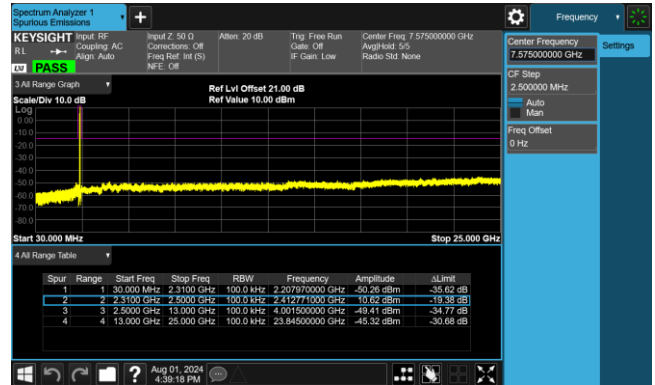 Spectrum Analyzer 1
Spurious Emissions
Frequency
KEYSIGHT Input: RF Input Z: 50 Ω Atten: 20 dB Trig: Free Run Center Freq: 7.575000000 GHz
RL Coupling: AC Corrections: Off Gate: Off Avg|Hold: 5/5
Align: Auto Freq Ref: Int (S) IF Gain: Low Radio Std: None
NFE: Off
LXI PASS
3 All Range Graph
Ref Lvl Offset 21.00 dB
Scale/Div 10.0 dB Ref Value 10.00 dBm
Log
0.00
-10.0
-20.0
-30.0
-40.0
-50.0
-60.0
-70.0
-80.0
Start 30.000 MHz Stop 25.000 GHz
4 All Range Table
Spur Range Start Freq Stop Freq RBW Frequency Amplitude ΔLimit
1 1 30.000 MHz 2.3100 GHz 100.0 kHz 2.207970000 GHz -50.26 dBm -35.62 dB
2 2 2.3100 GHz 2.5000 GHz 100.0 kHz 2.412771000 GHz 10.62 dBm -19.38 dB
3 3 2.5000 GHz 13.000 GHz 100.0 kHz 4.001500000 GHz -49.41 dBm -34.77 dB
4 4 13.000 GHz 25.000 GHz 100.0 kHz 23.84500000 GHz -45.32 dBm -30.68 dB
Center Frequency
7.575000000 GHz
Settings
CF Step
2.500000 MHz
Auto
Man
Freq Offset
0 Hz
Aug 01, 2024
4:39:18 PM